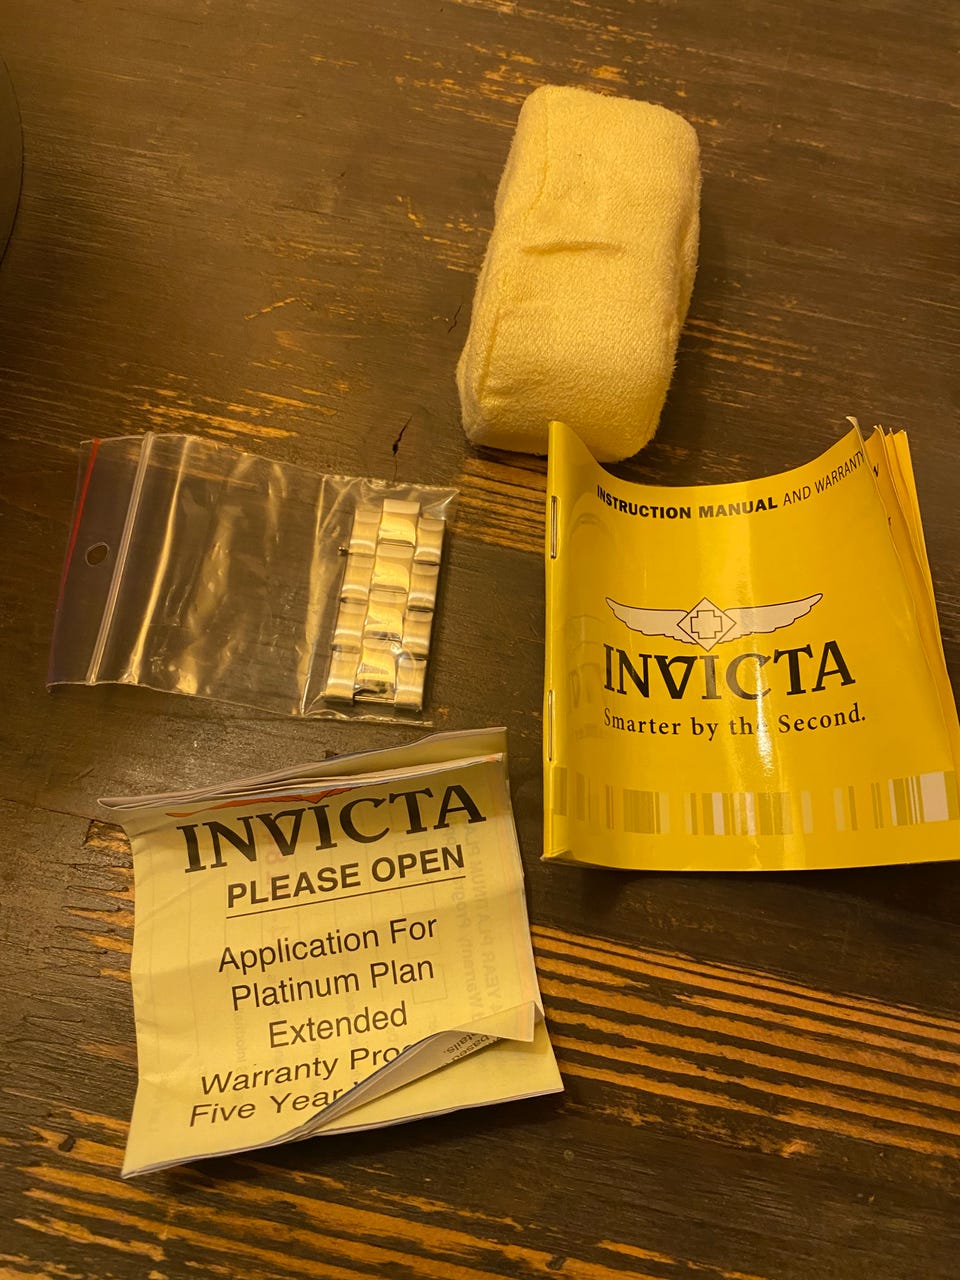 INSTRUCTION MANUAL AND WARRANTY
INVICTA
Smarter by the Second.
INVICTA
PLEASE OPEN
Application For
Platinum Plan
Extended
Warranty
Five Year